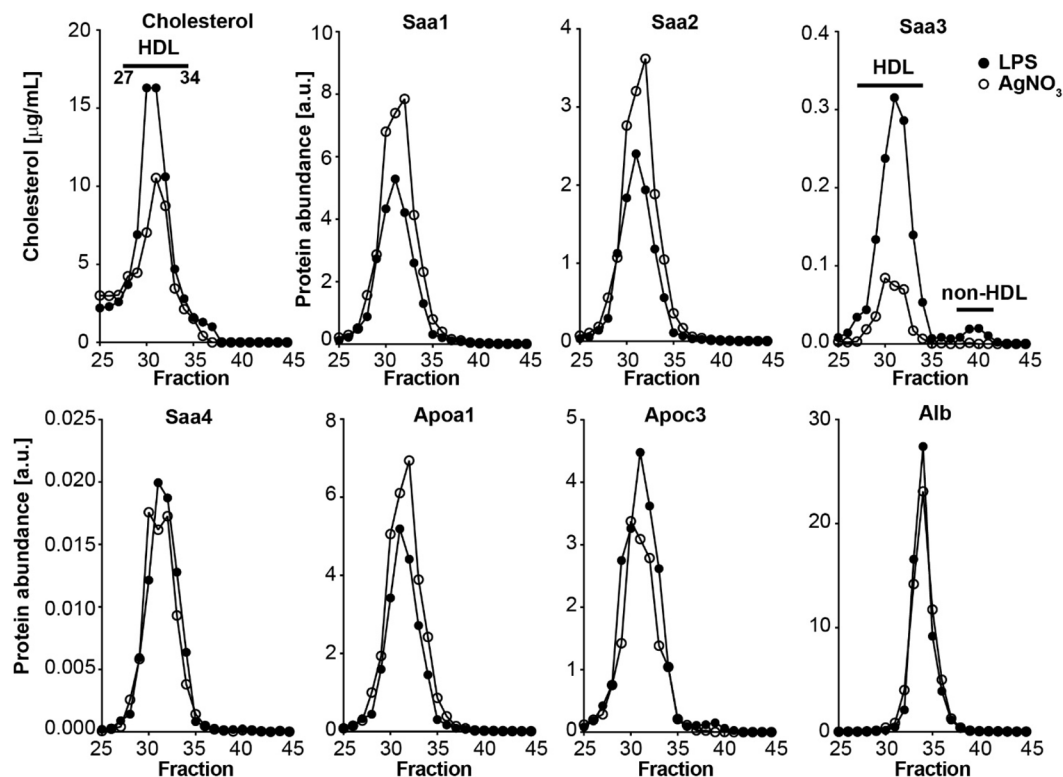 Cholesterol
HDL
27 34
20
15
10
5
0
Cholesterol [µg/mL]
25 30 35 40 45
Fraction
Saa1
10
8
6
4
2
0
Protein abundance [a.u.]
25 30 35 40 45
Fraction
Saa2
4
3
2
1
0
25 30 35 40 45
Fraction
Saa3
HDL
non-HDL
0.4
0.3
0.2
0.1
0.0
25 30 35 40 45
Fraction
LPS
AgNO₃
Saa4
0.025
0.020
0.015
0.010
0.005
0.000
Protein abundance [a.u.]
25 30 35 40 45
Fraction
Apoa1
8
6
4
2
0
25 30 35 40 45
Fraction
Apoc3
5
4
3
2
1
0
25 30 35 40 45
Fraction
Alb
30
20
10
0
25 30 35 40 45
Fraction